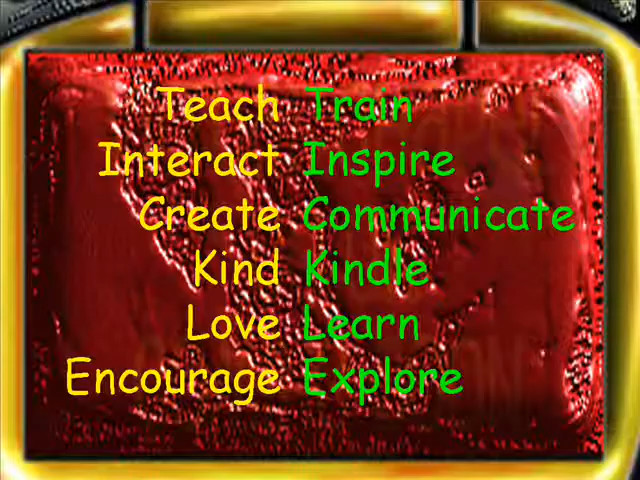 Teach Train
Interact Inspire
Create Communicate
Kind Kindle
Love Learn
Encourage Explore